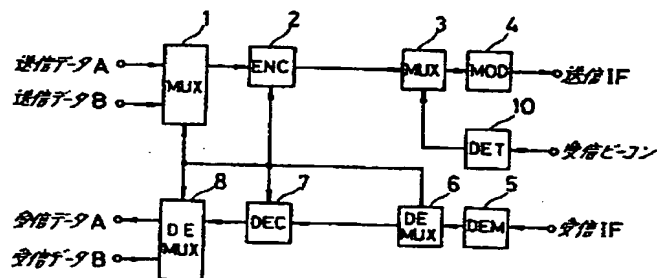 1 2 3 4
送信データA MUX ENC MUX MOD 送信IF
送信データB
10
DET 受信ビーコン
8 7 6 5
受信データA DE MUX DEC DE MUX DEM 受信IF
受信データB